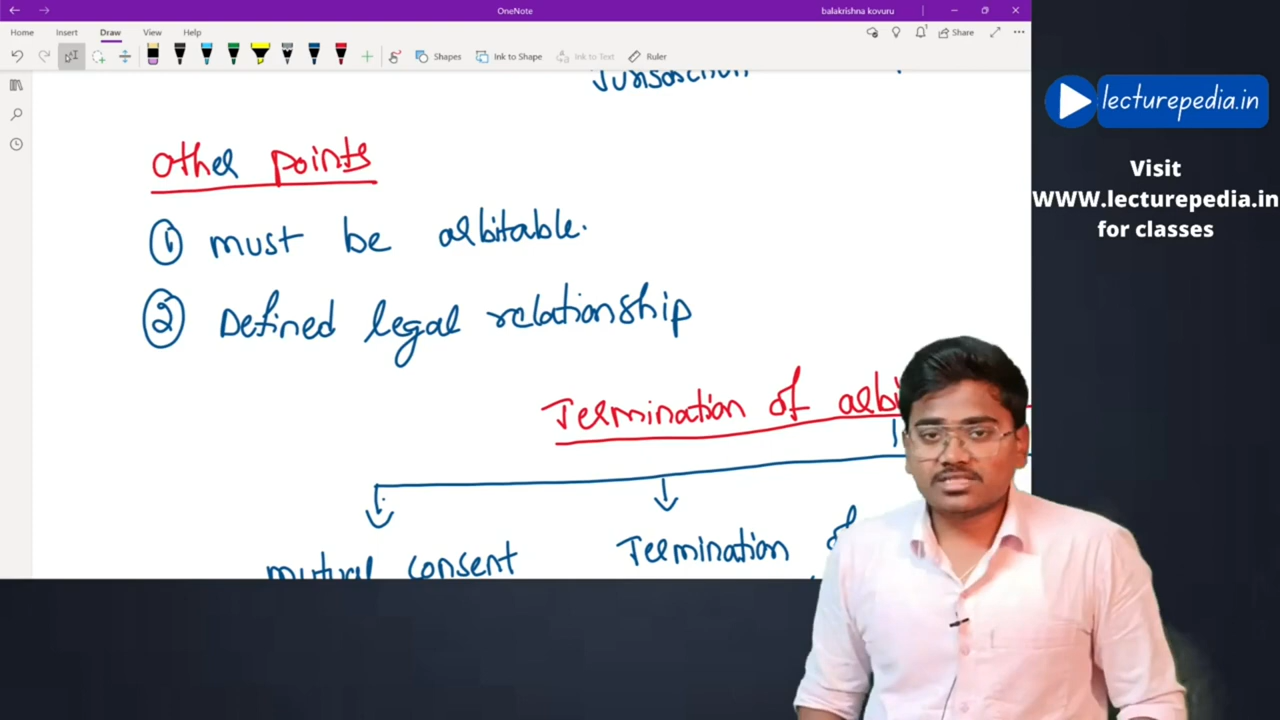 OneNote
balakrishna kovuru
Home Insert Draw View Help
Share
Shapes Ink to Shape Ink to Text Ruler
Other points
① must be arbitable.
② Defined legal relationship
Termination of arbi
mutual consent
Termination of
lecturepedia.in
Visit
WWW.lecturepedia.in
for classes